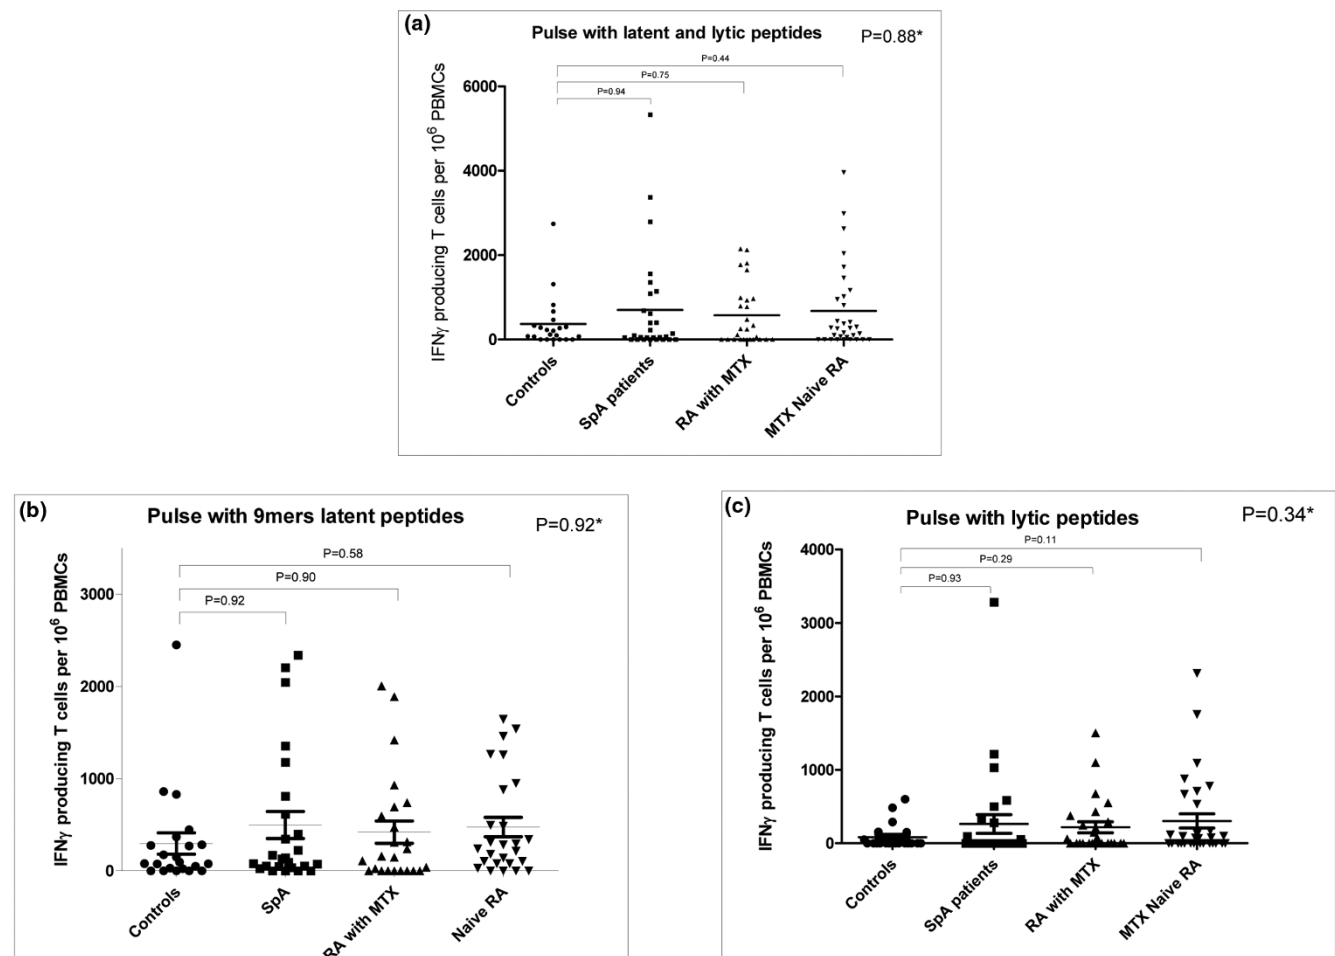 (a)
Pulse with latent and lytic peptides
P=0.88*
P=0.44
P=0.75
P=0.94
IFNγ producing T cells per 10⁶ PBMCs
6000
4000
2000
0
Controls
SpA patients
RA with MTX
MTX Naive RA
(b)
Pulse with 9mers latent peptides
P=0.92*
P=0.58
P=0.90
P=0.92
IFNγ producing T cells per 10⁶ PBMCs
3000
2000
1000
0
Controls
SpA
RA with MTX
Naive RA
(c)
Pulse with lytic peptides
P=0.34*
P=0.11
P=0.29
P=0.93
IFNγ producing T cells per 10⁶ PBMCs
4000
3000
2000
1000
0
Controls
SpA patients
RA with MTX
MTX Naive RA